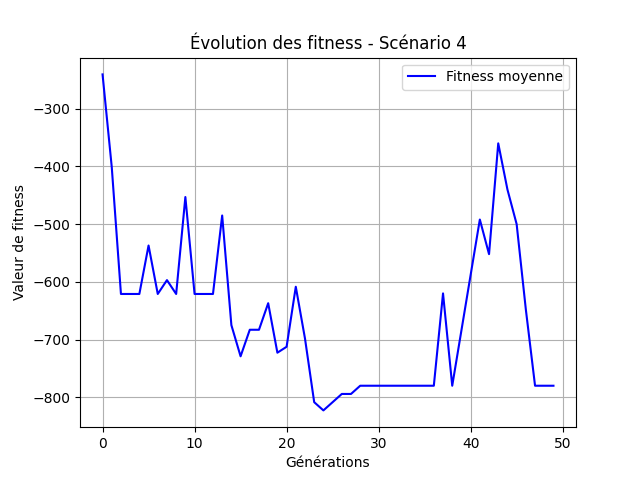 Évolution des fitness - Scénario 4
Fitness moyenne
Valeur de fitness
−300
−400
−500
−600
−700
−800
0 10 20 30 40 50
Générations